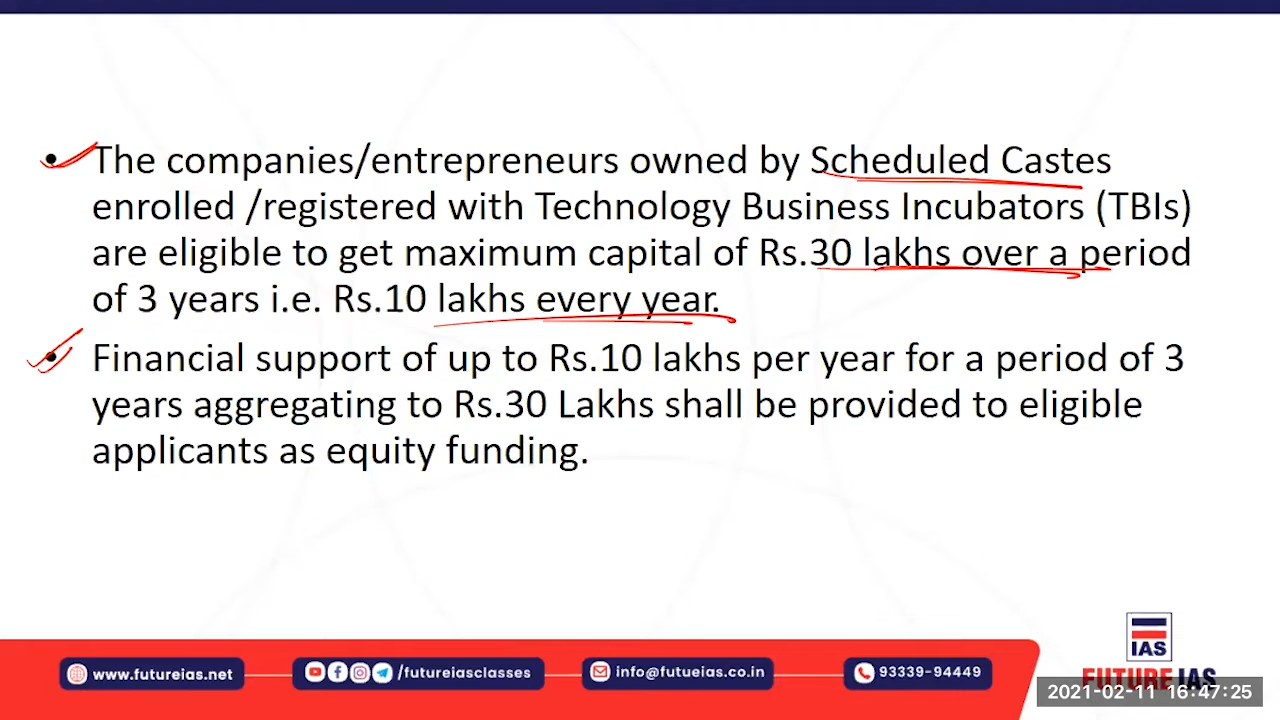 • The companies/entrepreneurs owned by Scheduled Castes
enrolled /registered with Technology Business Incubators (TBIs)
are eligible to get maximum capital of Rs.30 lakhs over a period
of 3 years i.e. Rs.10 lakhs every year.
• Financial support of up to Rs.10 lakhs per year for a period of 3
years aggregating to Rs.30 Lakhs shall be provided to eligible
applicants as equity funding.
IAS
www.futureias.net
/futureiasclasses
info@futueias.co.in
93339-94449
FUTURE IAS
2021-02-11 16:47:25